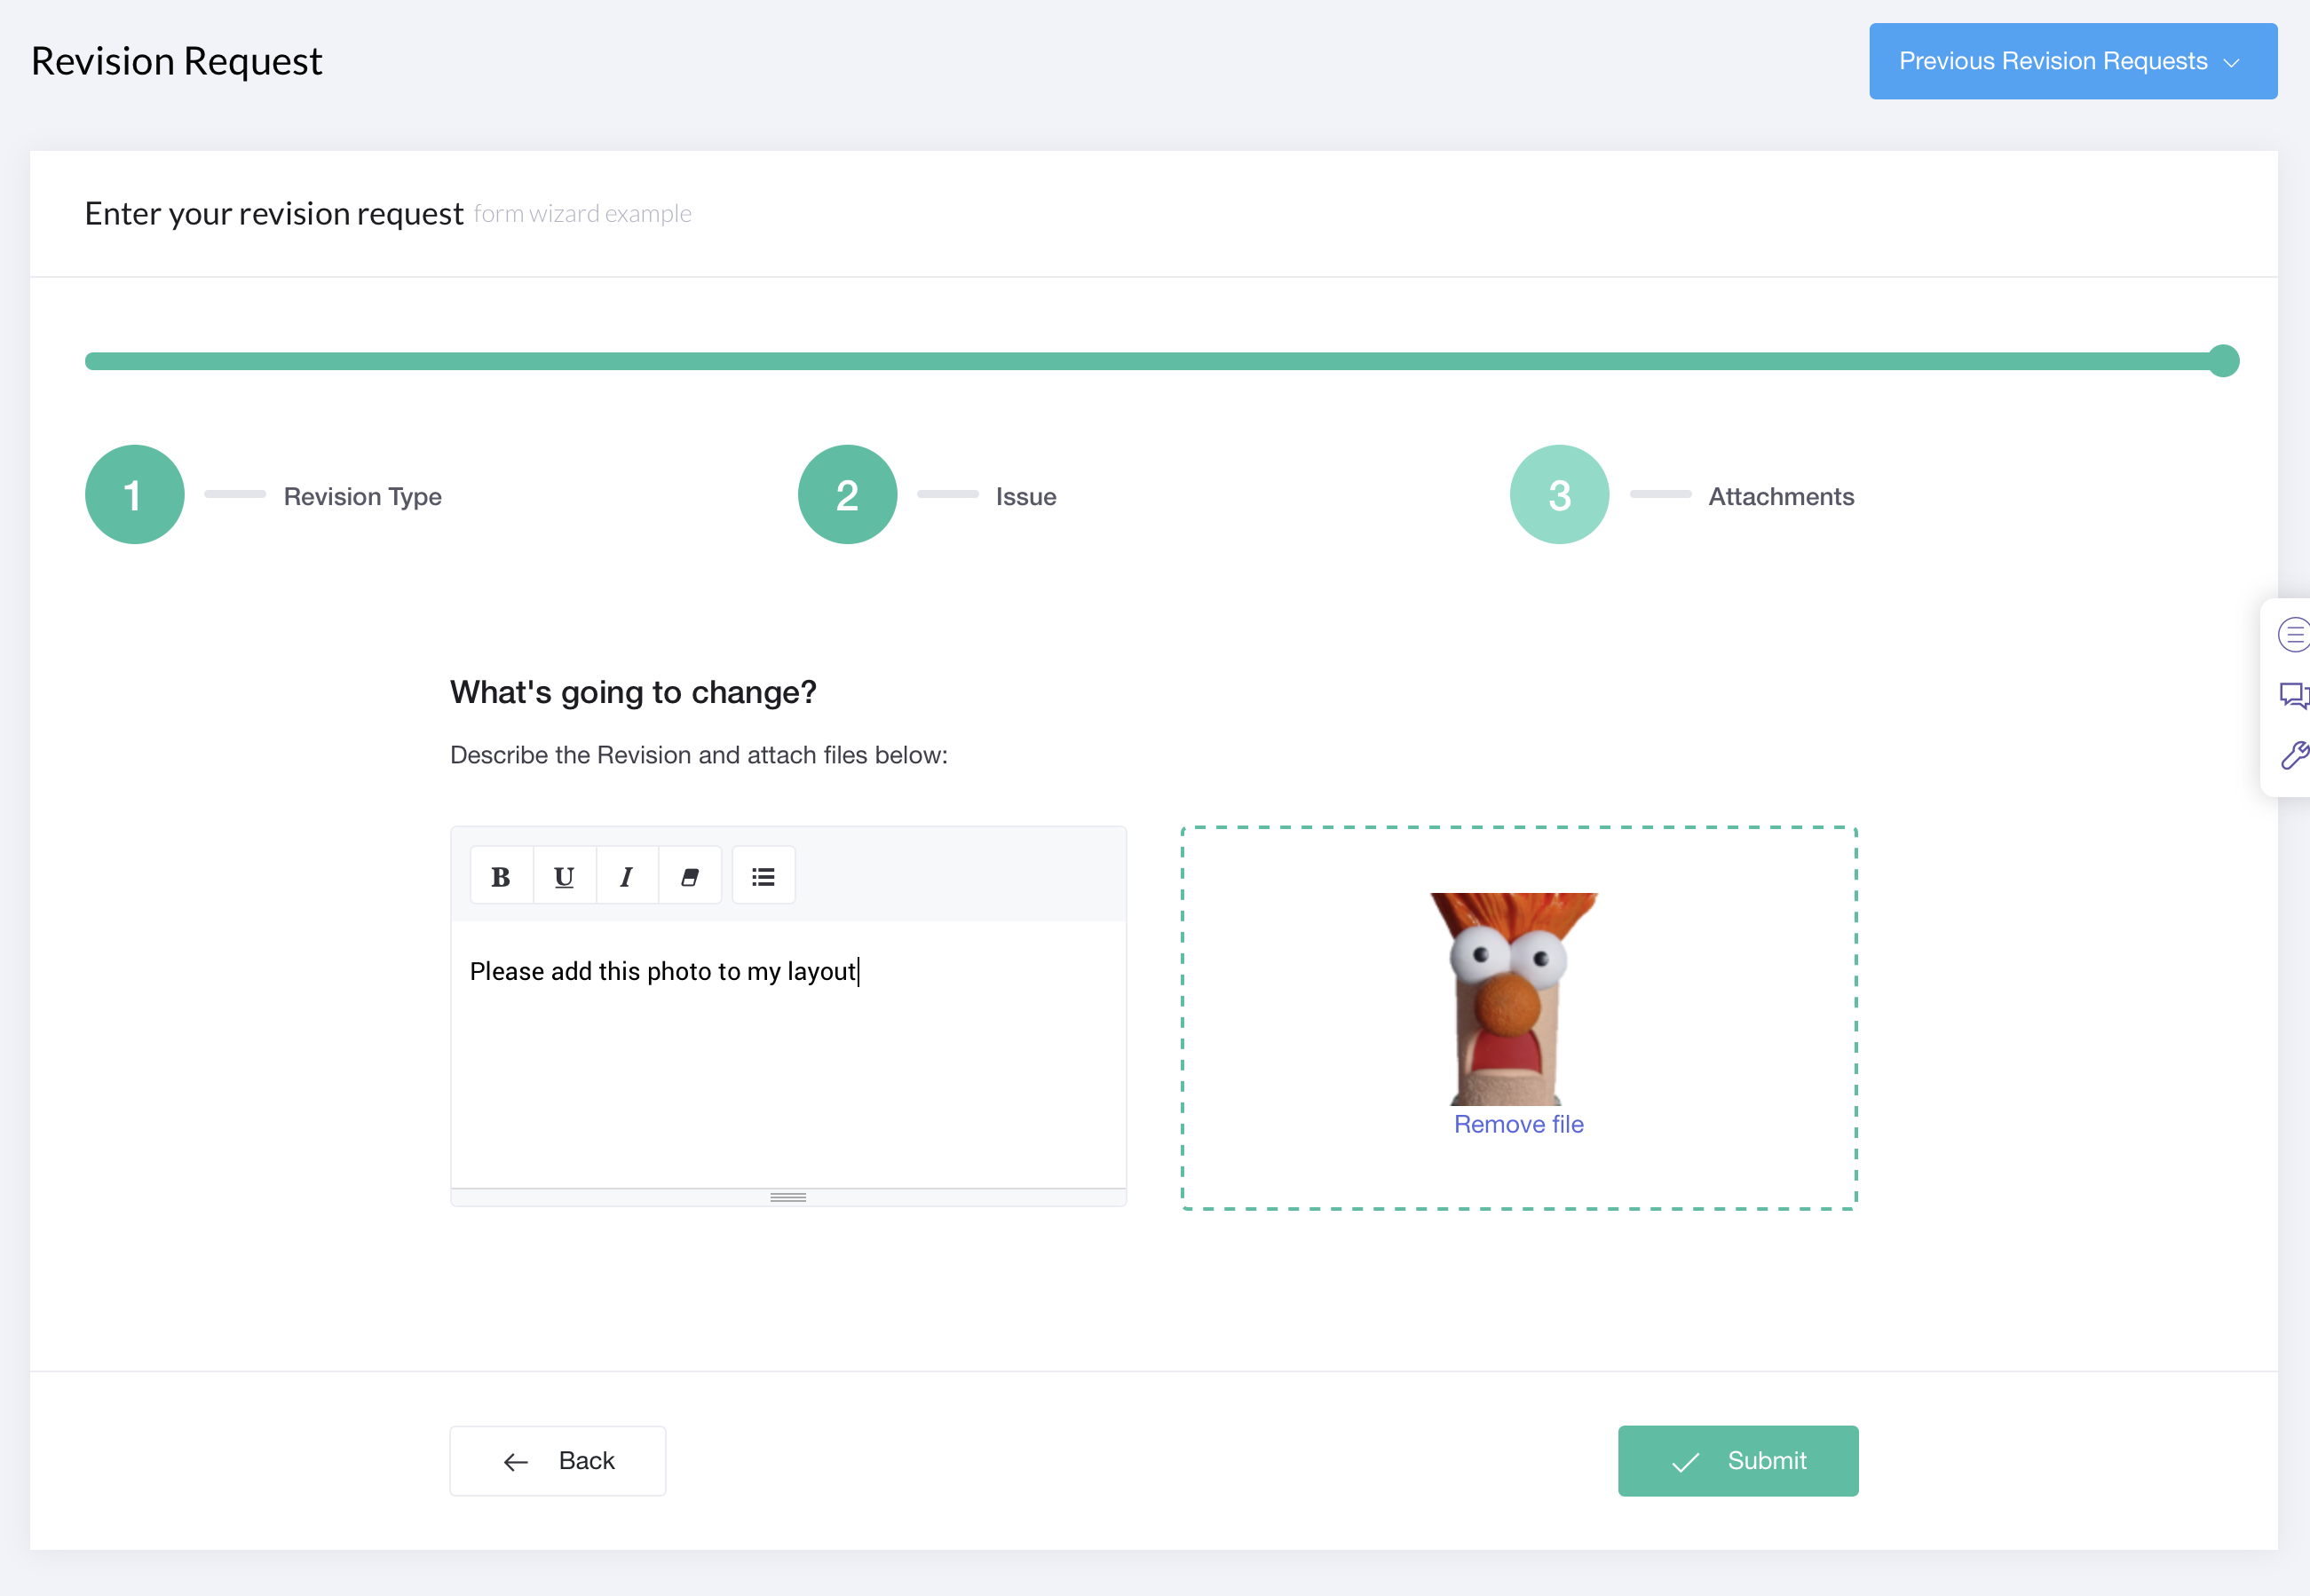 Revision Request
Previous Revision Requests
Enter your revision request form wizard example
1 Revision Type
2 Issue
3 Attachments
What's going to change?
Describe the Revision and attach files below:
B U I
Please add this photo to my layout
Remove file
Back
Submit